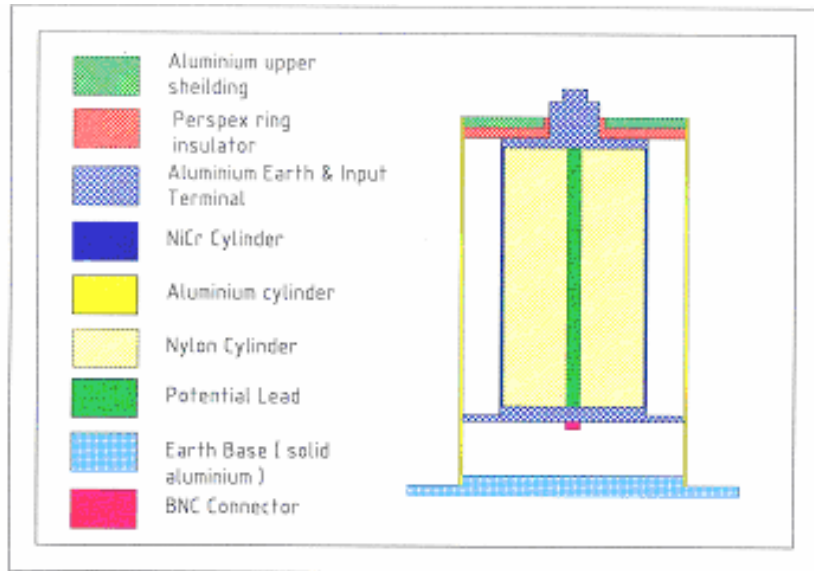 Aluminium upper
sheilding
Perspex ring
insulator
Aluminium Earth & Input
Terminal
NiCr Cylinder
Aluminium cylinder
Nylon Cylinder
Potential Lead
Earth Base ( solid
aluminium )
BNC Connector